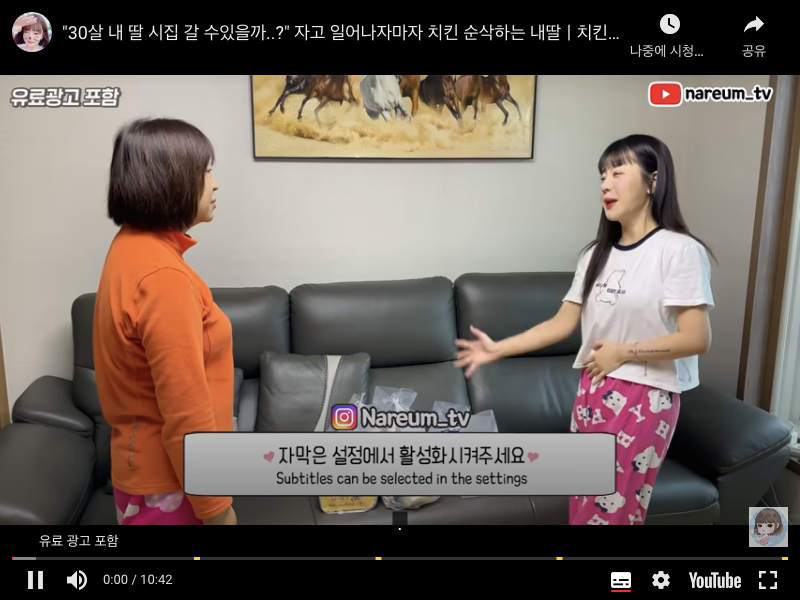 "30살 내 딸 시집 갈 수있을까..?" 자고 일어나자마자 치킨 순삭하는 내딸ㅣ치킨...
나중에 시청...
공유
유료광고 포함
nareum_tv
Nareum_tv
자막은 설정에서 활성화시켜주세요
Subtitles can be selected in the settings
유료 광고 포함
0:00 / 10:42
YouTube